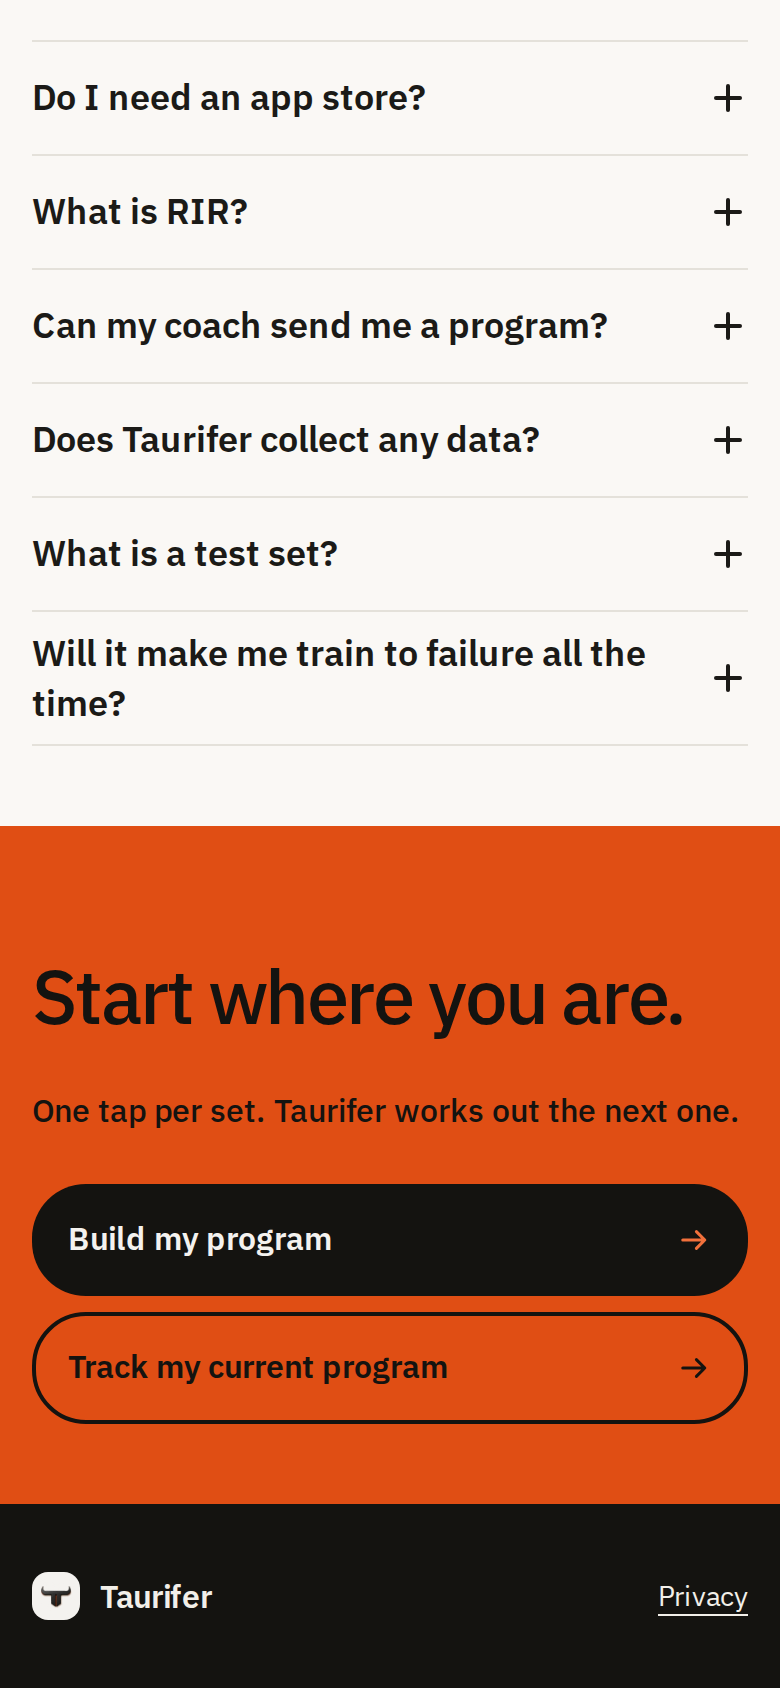 Do I need an app store?
What is RIR?
Can my coach send me a program?
Does Taurifer collect any data?
What is a test set?
Will it make me train to failure all the
time?
Start where you are.
One tap per set. Taurifer works out the next one.
Build my program
Track my current program
Taurifer
Privacy